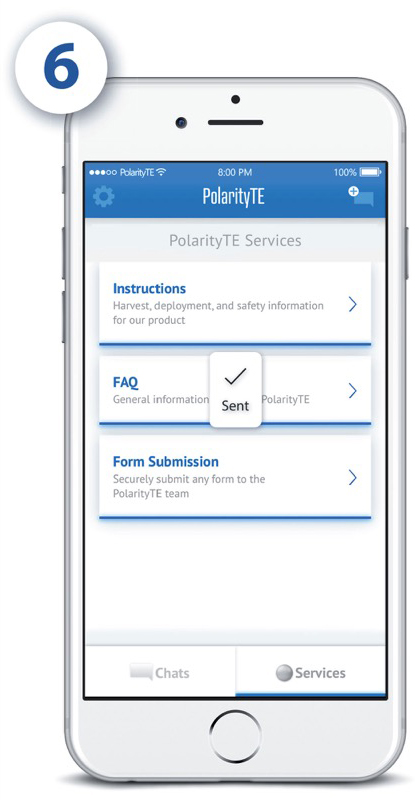 6
PolarityTE
8:00 PM
100%
PolarityTE
PolarityTE Services
Instructions
Harvest, deployment, and safety information
for our product
FAQ
General information
PolarityTE
Sent
Form Submission
Securely submit any form to the
PolarityTE team
Chats
Services